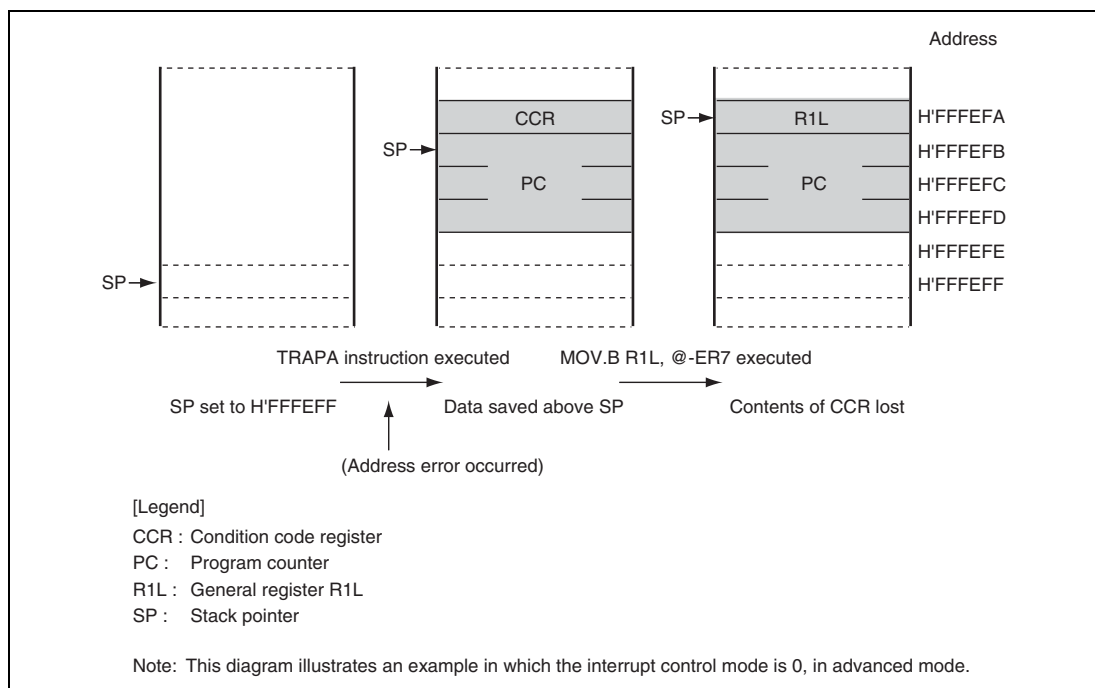 Address
CCR
SP
R1L
H'FFFEFA
SP
H'FFFEFB
PC
PC
H'FFFEFC
H'FFFEFD
H'FFFEFE
SP
H'FFFEFF
TRAPA instruction executed
MOV.B R1L, @-ER7 executed
SP set to H'FFFEFF
Data saved above SP
Contents of CCR lost
(Address error occurred)
[Legend]
CCR : Condition code register
PC : Program counter
R1L : General register R1L
SP : Stack pointer
Note: This diagram illustrates an example in which the interrupt control mode is 0, in advanced mode.